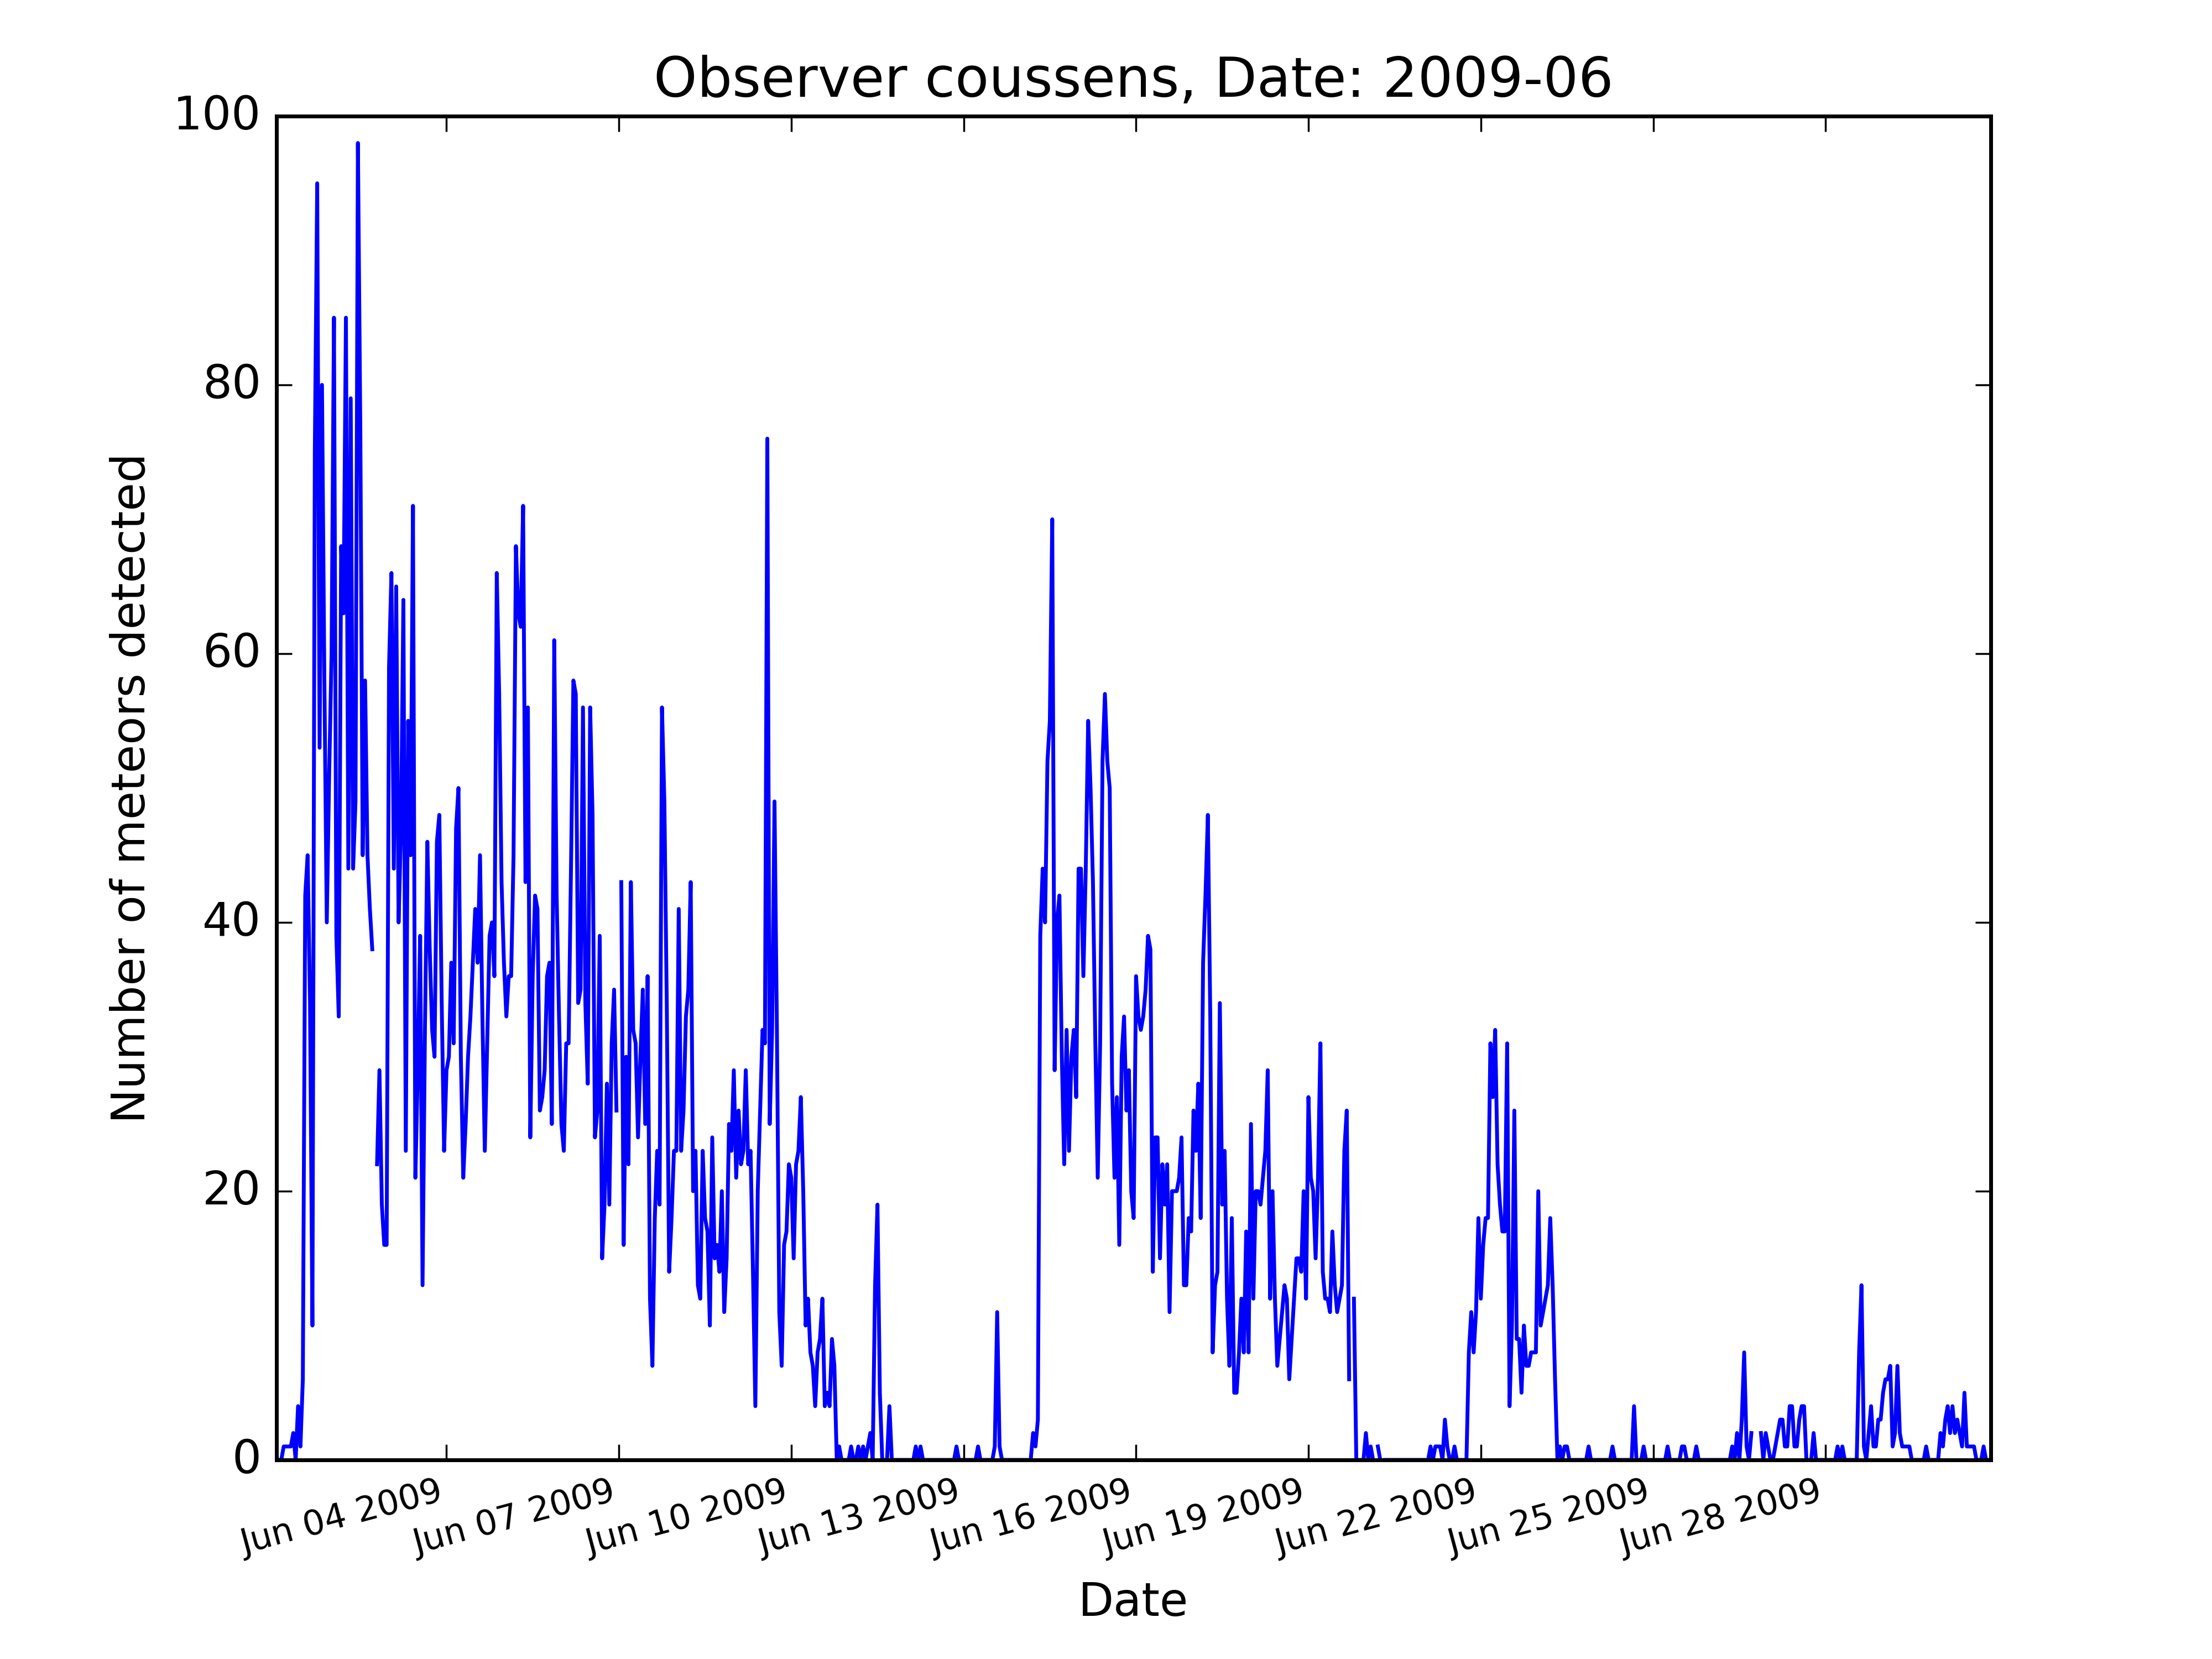 Observer coussens, Date: 2009-06
100
80
60
40
20
0
Number of meteors detected
Jun 04 2009
Jun 07 2009
Jun 10 2009
Jun 13 2009
Jun 16 2009
Jun 19 2009
Jun 22 2009
Jun 25 2009
Jun 28 2009
Date